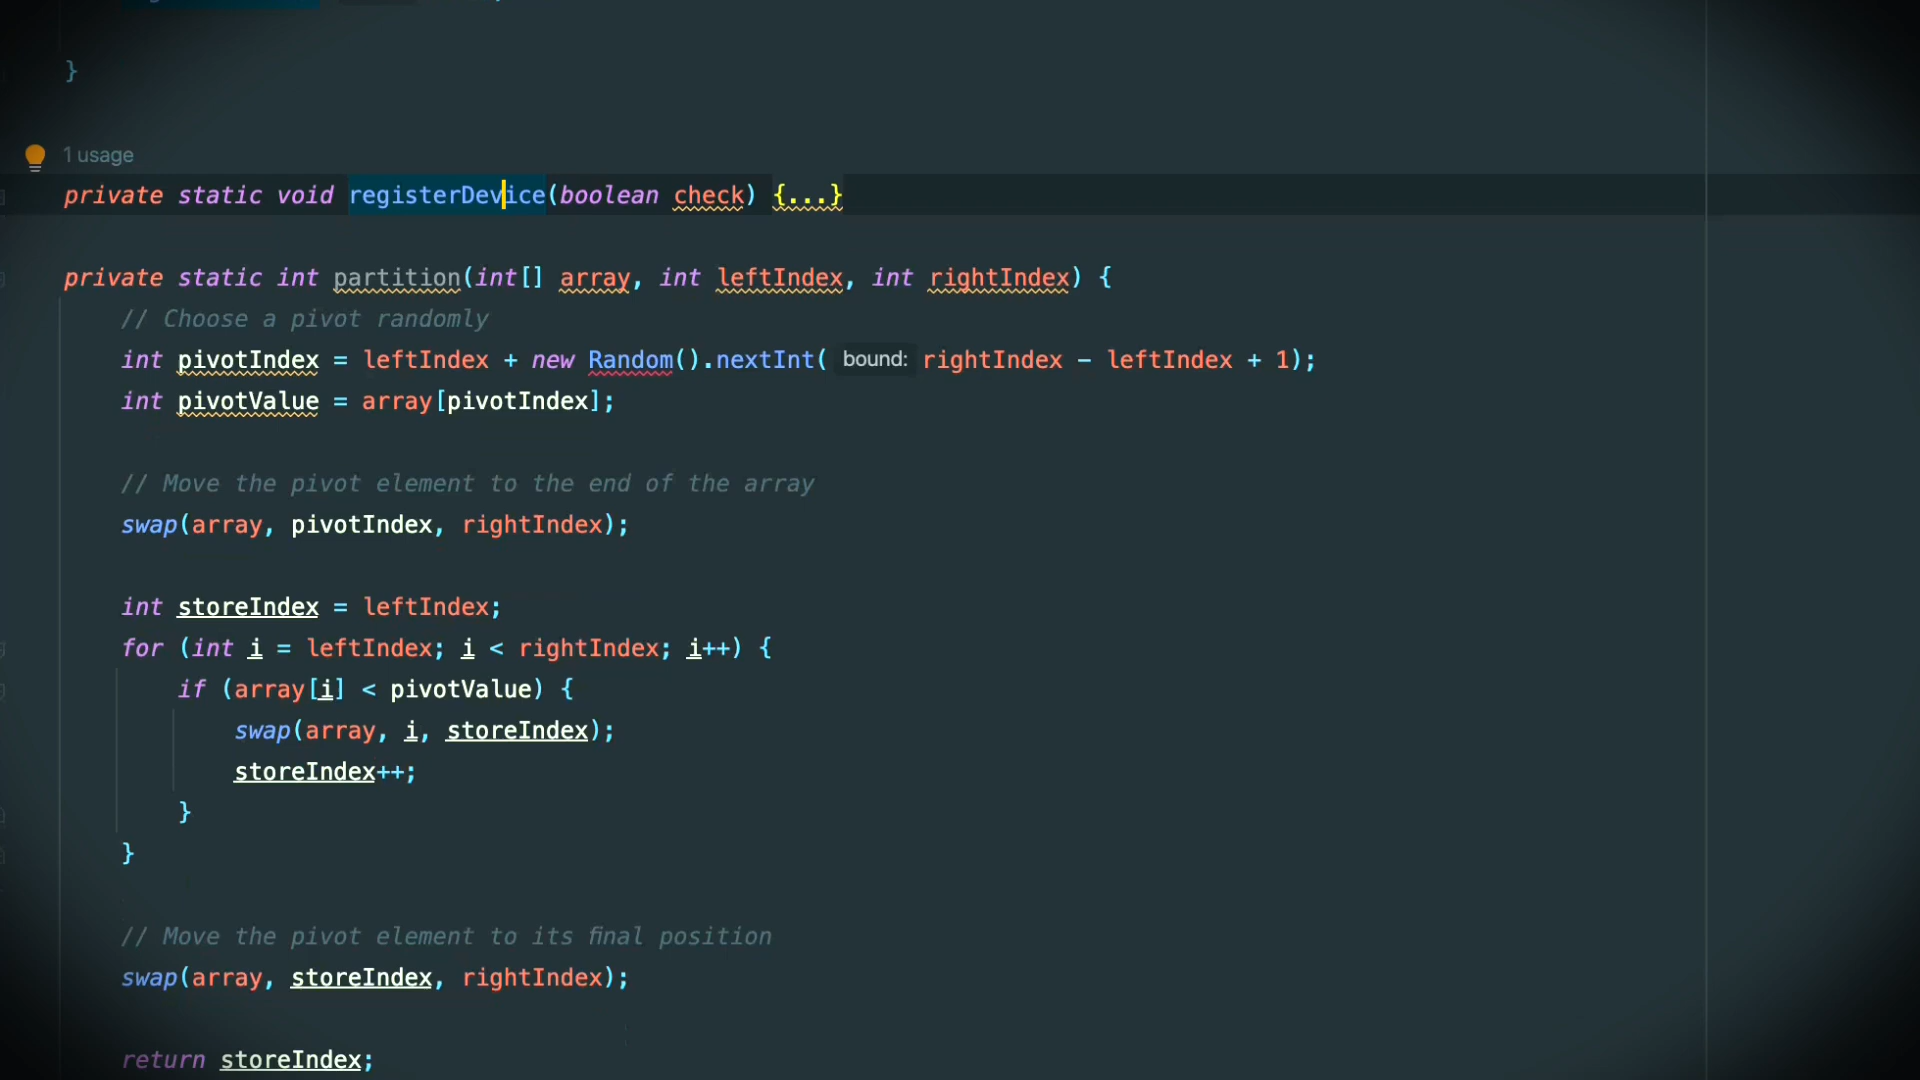 }
1 usage
private static void registerDevice(boolean check) {...}
private static int partition(int[] array, int leftIndex, int rightIndex) {
// Choose a pivot randomly
int pivotIndex = leftIndex + new Random().nextInt( bound: rightIndex - leftIndex + 1);
int pivotValue = array[pivotIndex];
// Move the pivot element to the end of the array
swap(array, pivotIndex, rightIndex);
int storeIndex = leftIndex;
for (int i = leftIndex; i < rightIndex; i++) {
if (array[i] < pivotValue) {
swap(array, i, storeIndex);
storeIndex++;
}
}
// Move the pivot element to its final position
swap(array, storeIndex, rightIndex);
return storeIndex;